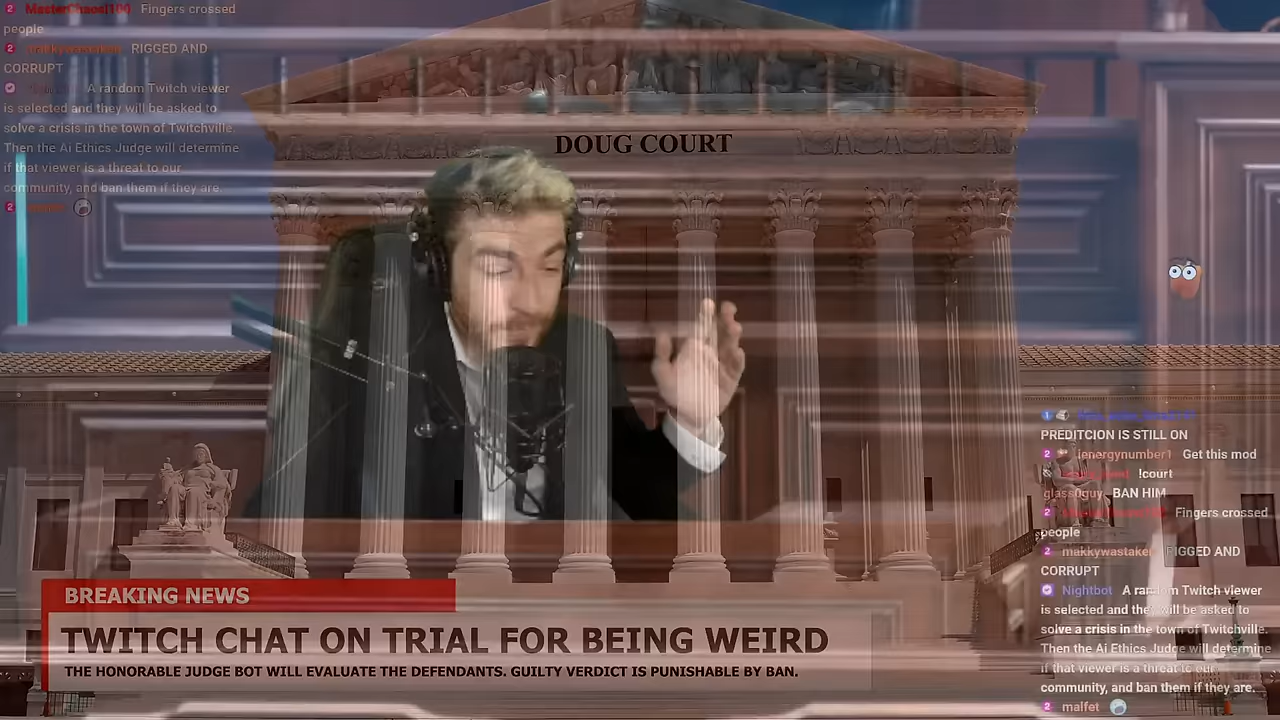 Fingers crossed
people
RIGGED AND
CORRUPT
A random Twitch viewer
is selected and they will be asked to
solve a crisis in the town of Twitchville.
Then the Ai Ethics Judge will determine
if that viewer is a threat to our
community, and ban them if they are.
DOUG COURT
PREDITCION IS STILL ON
ienergynumber1 Get this mod
!court
glass0guy BAN HIM
Fingers crossed
people
makkywastaken RIGGED AND
CORRUPT
Nightbot A random Twitch viewer
is selected and they will be asked to
solve a crisis in the town of Twitchville.
Then the Ai Ethics Judge will determine
if that viewer is a threat to our
community, and ban them if they are.
malfet
BREAKING NEWS
TWITCH CHAT ON TRIAL FOR BEING WEIRD
THE HONORABLE JUDGE BOT WILL EVALUATE THE DEFENDANTS. GUILTY VERDICT IS PUNISHABLE BY BAN.